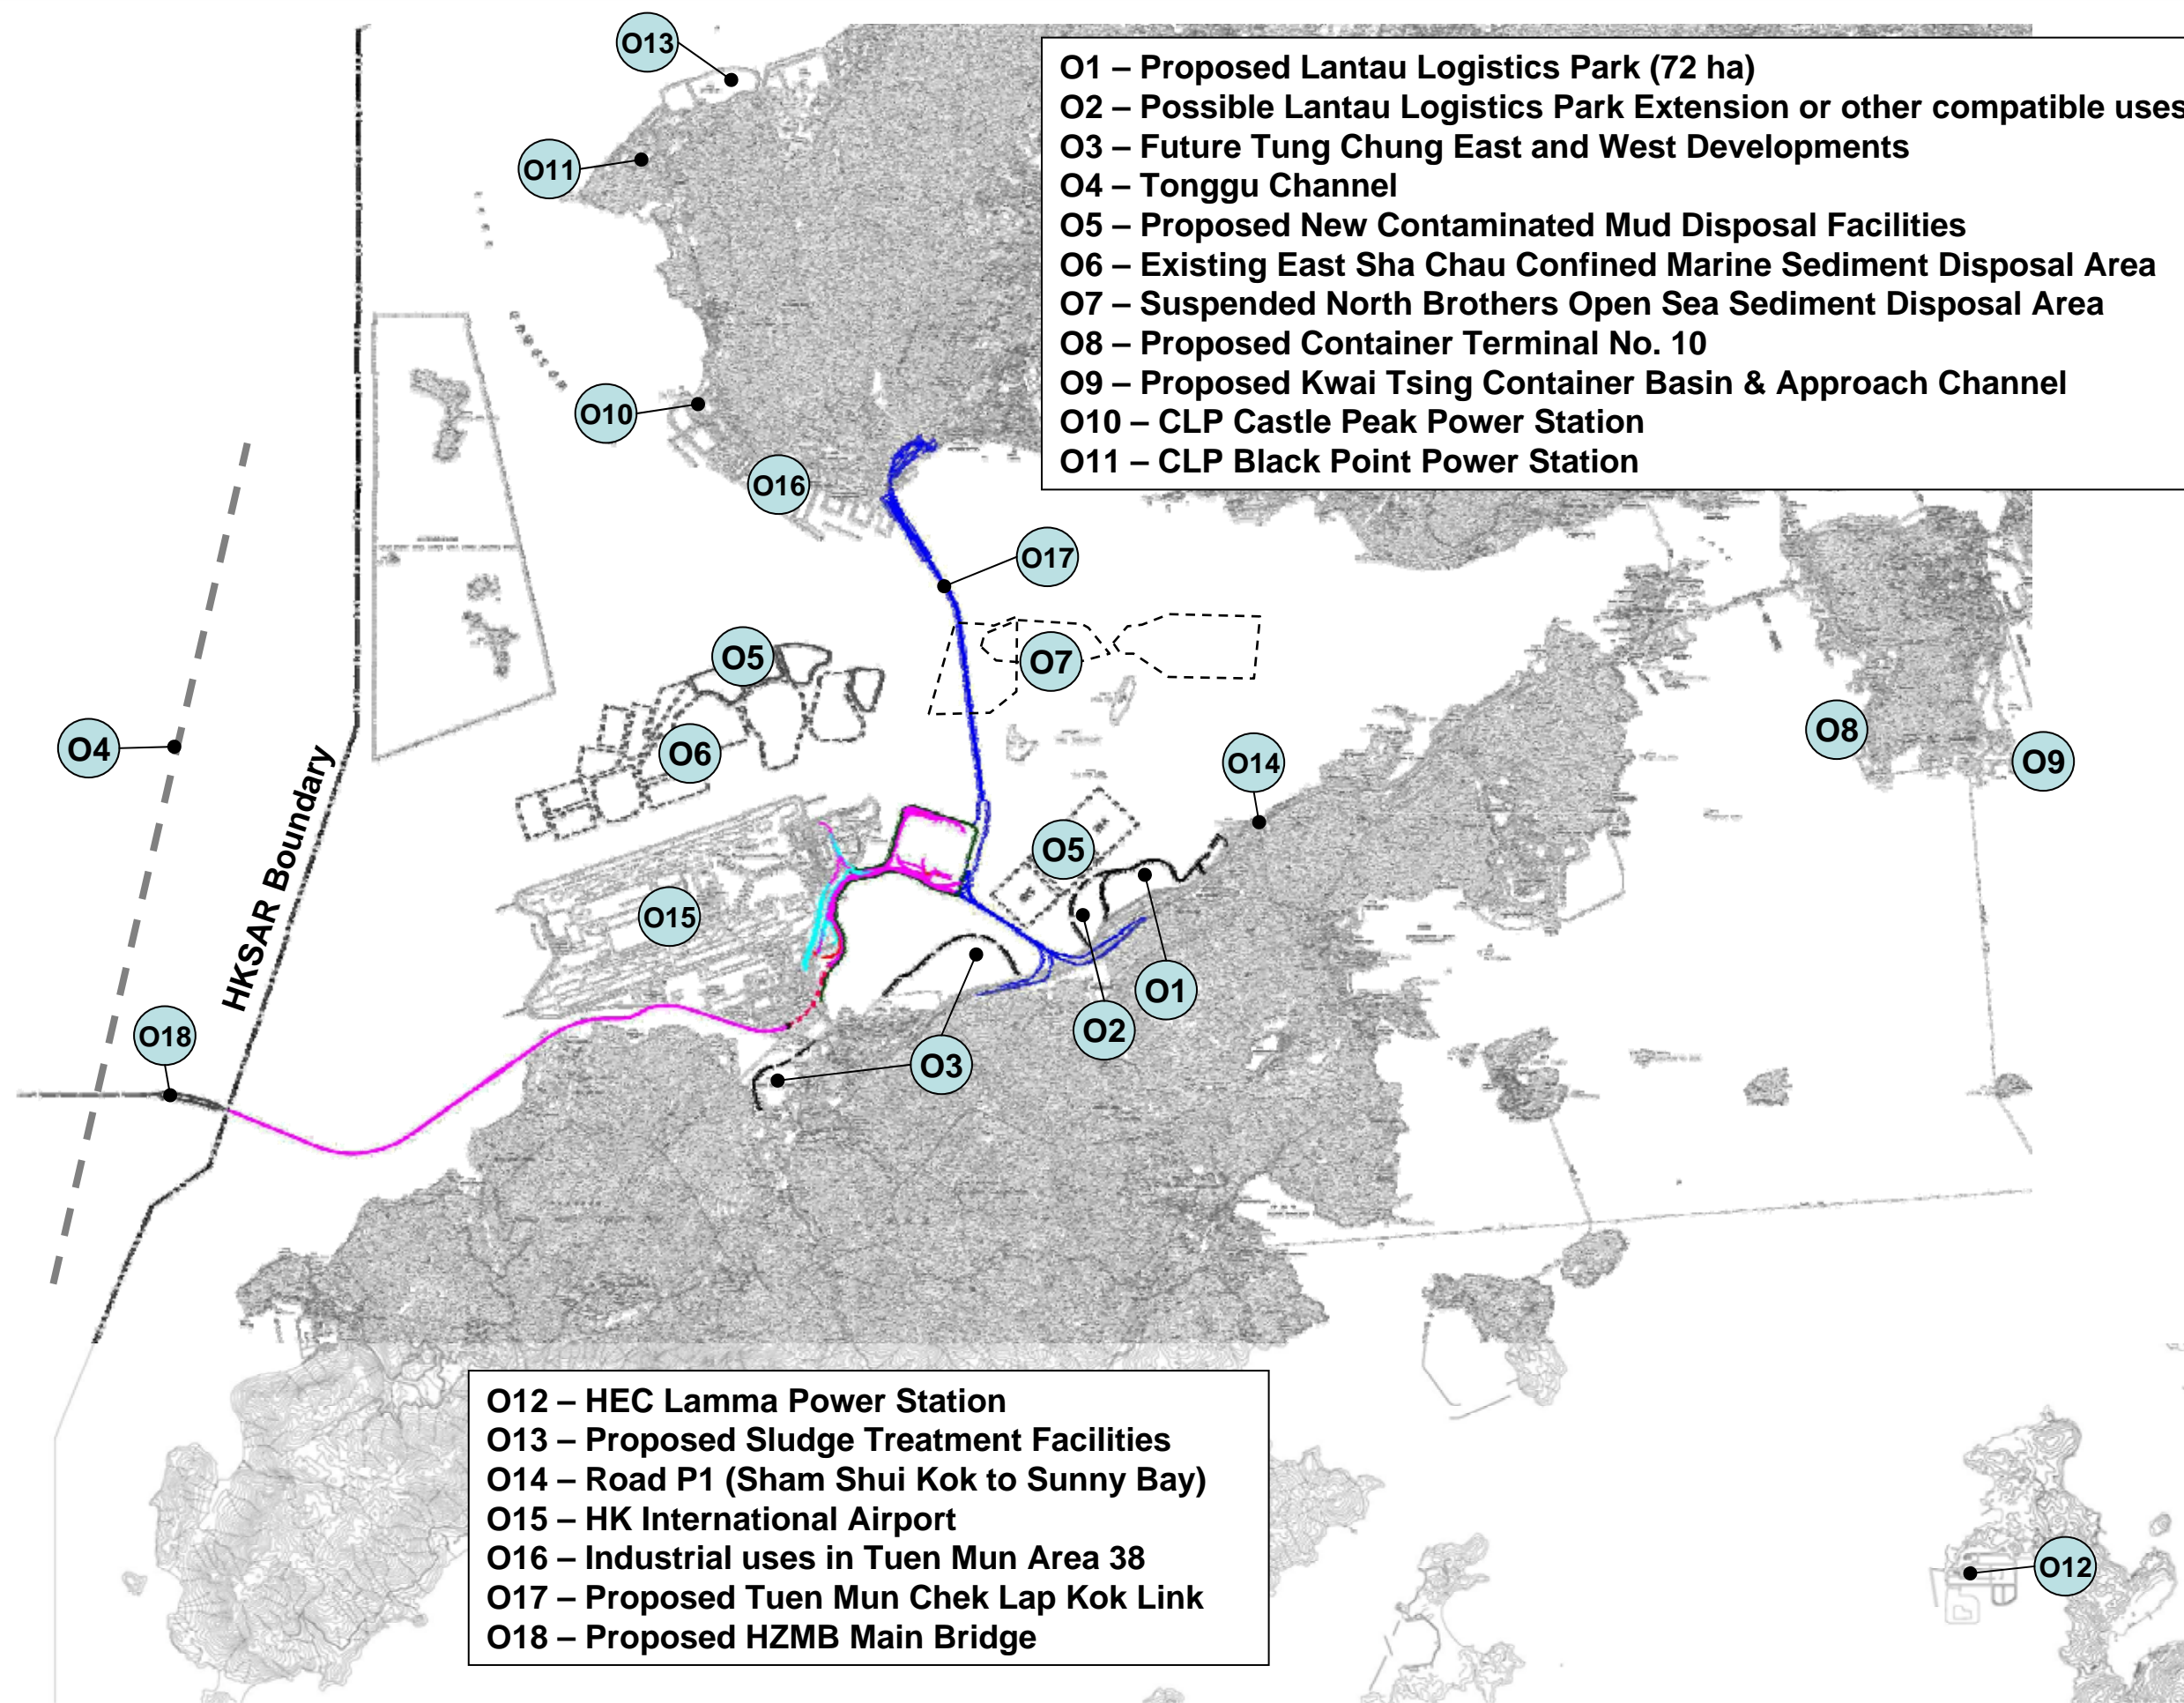 O13
O1 – Proposed Lantau Logistics Park (72 ha)
O2 – Possible Lantau Logistics Park Extension or other compatible uses
O3 – Future Tung Chung East and West Developments
O4 – Tonggu Channel
O5 – Proposed New Contaminated Mud Disposal Facilities
O6 – Existing East Sha Chau Confined Marine Sediment Disposal Area
O7 – Suspended North Brothers Open Sea Sediment Disposal Area
O8 – Proposed Container Terminal No. 10
O9 – Proposed Kwai Tsing Container Basin & Approach Channel
O10 – CLP Castle Peak Power Station
O11 – CLP Black Point Power Station
O11
O10
O16
O17
O5
O7
O6
O4
O14
O8
O9
HKSAR Boundary
O5
O15
O1
O2
O18
O3
O12 – HEC Lamma Power Station
O13 – Proposed Sludge Treatment Facilities
O14 – Road P1 (Sham Shui Kok to Sunny Bay)
O15 – HK International Airport
O16 – Industrial uses in Tuen Mun Area 38
O17 – Proposed Tuen Mun Chek Lap Kok Link
O18 – Proposed HZMB Main Bridge
O12